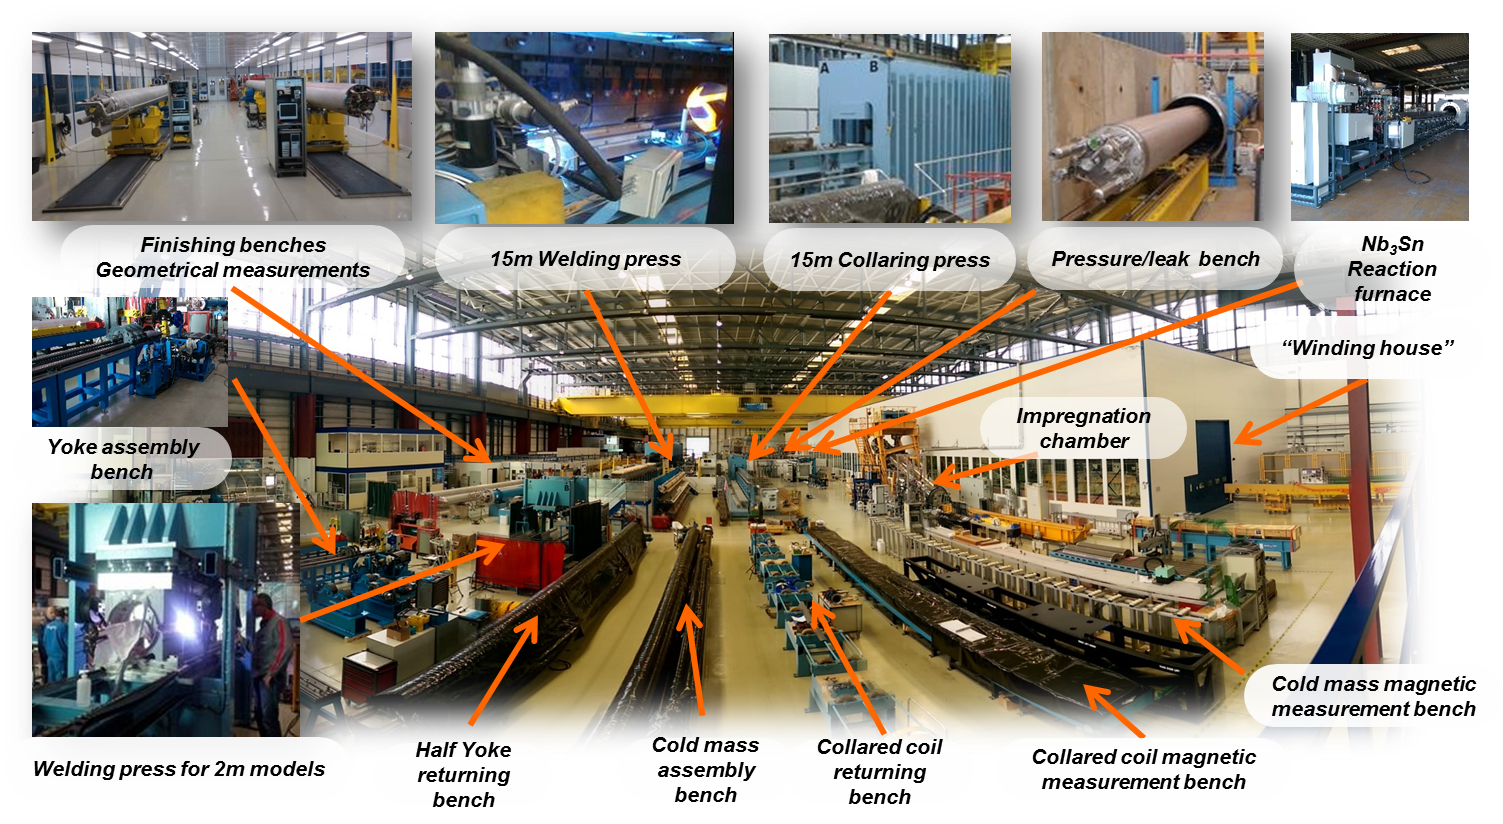 A B
A
Finishing benches
Geometrical measurements
15m Welding press
15m Collaring press
Pressure/leak bench
Nb₃Sn
Reaction
furnace
“Winding house”
Impregnation
chamber
Yoke assembly
bench
Cold mass magnetic
measurement bench
Welding press for 2m models
Half Yoke
returning
bench
Cold mass
assembly
bench
Collared coil
returning
bench
Collared coil magnetic
measurement bench